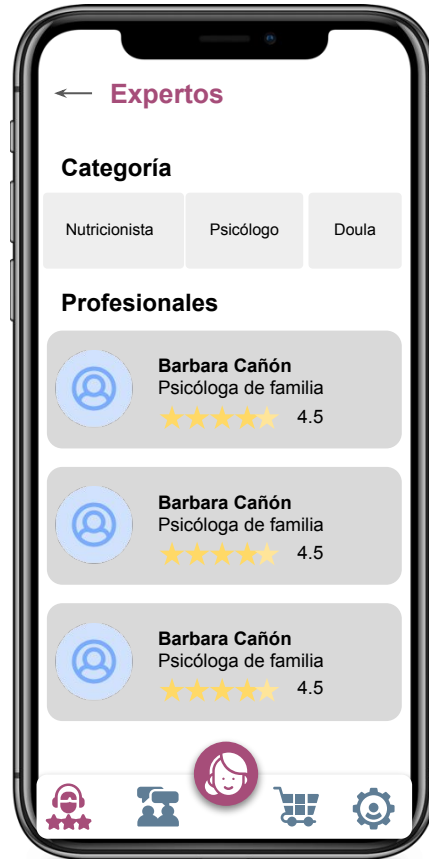 Expertos
Categoría
Nutricionista Psicólogo Doula
Profesionales
Barbara Cañón
Psicóloga de familia
4.5
Barbara Cañón
Psicóloga de familia
4.5
Barbara Cañón
Psicóloga de familia
4.5